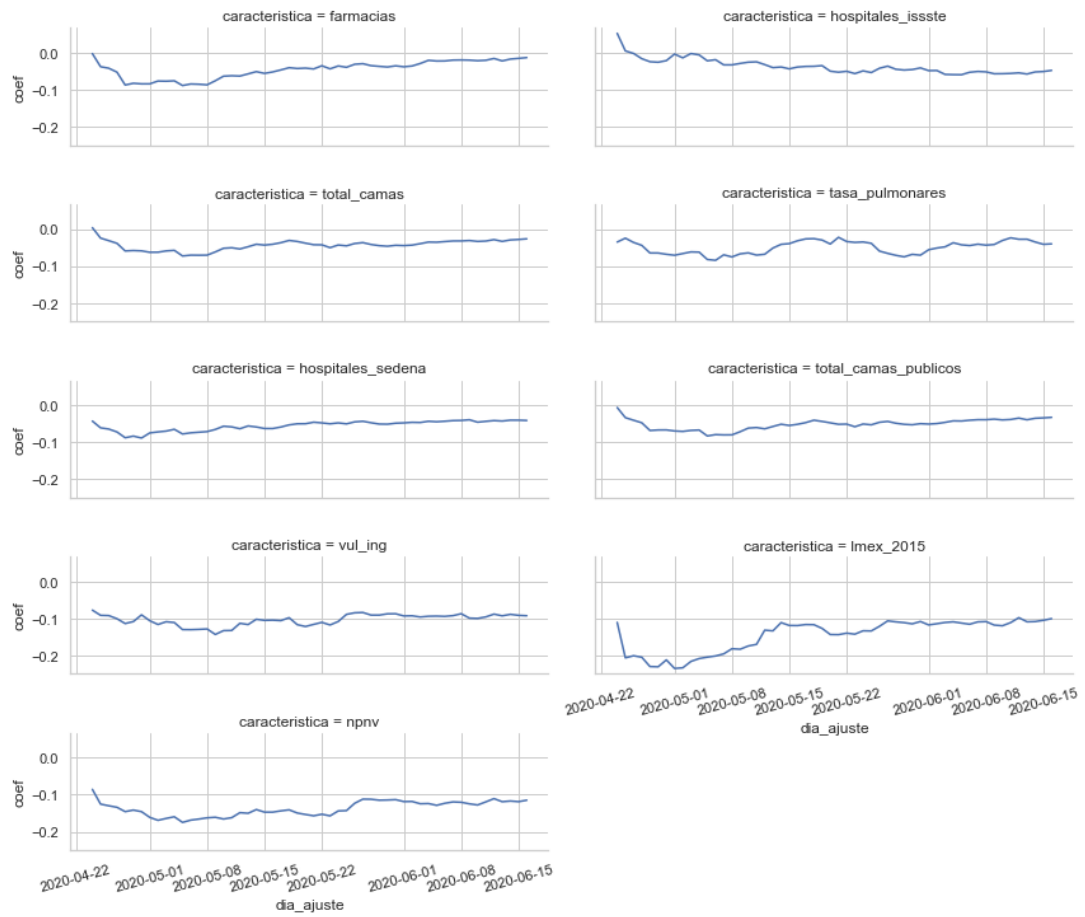 caracteristica = farmacias
caracteristica = hospitales_issste
0.0
−0.1
−0.2
coef
caracteristica = total_camas
caracteristica = tasa_pulmonares
0.0
−0.1
−0.2
coef
caracteristica = hospitales_sedena
caracteristica = total_camas_publicos
0.0
−0.1
−0.2
coef
caracteristica = vul_ing
caracteristica = lmex_2015
0.0
−0.1
−0.2
coef
2020-04-22 2020-05-01 2020-05-08 2020-05-15 2020-05-22 2020-06-01 2020-06-08 2020-06-15
dia_ajuste
caracteristica = npnv
0.0
−0.1
−0.2
coef
2020-04-22 2020-05-01 2020-05-08 2020-05-15 2020-05-22 2020-06-01 2020-06-08 2020-06-15
dia_ajuste